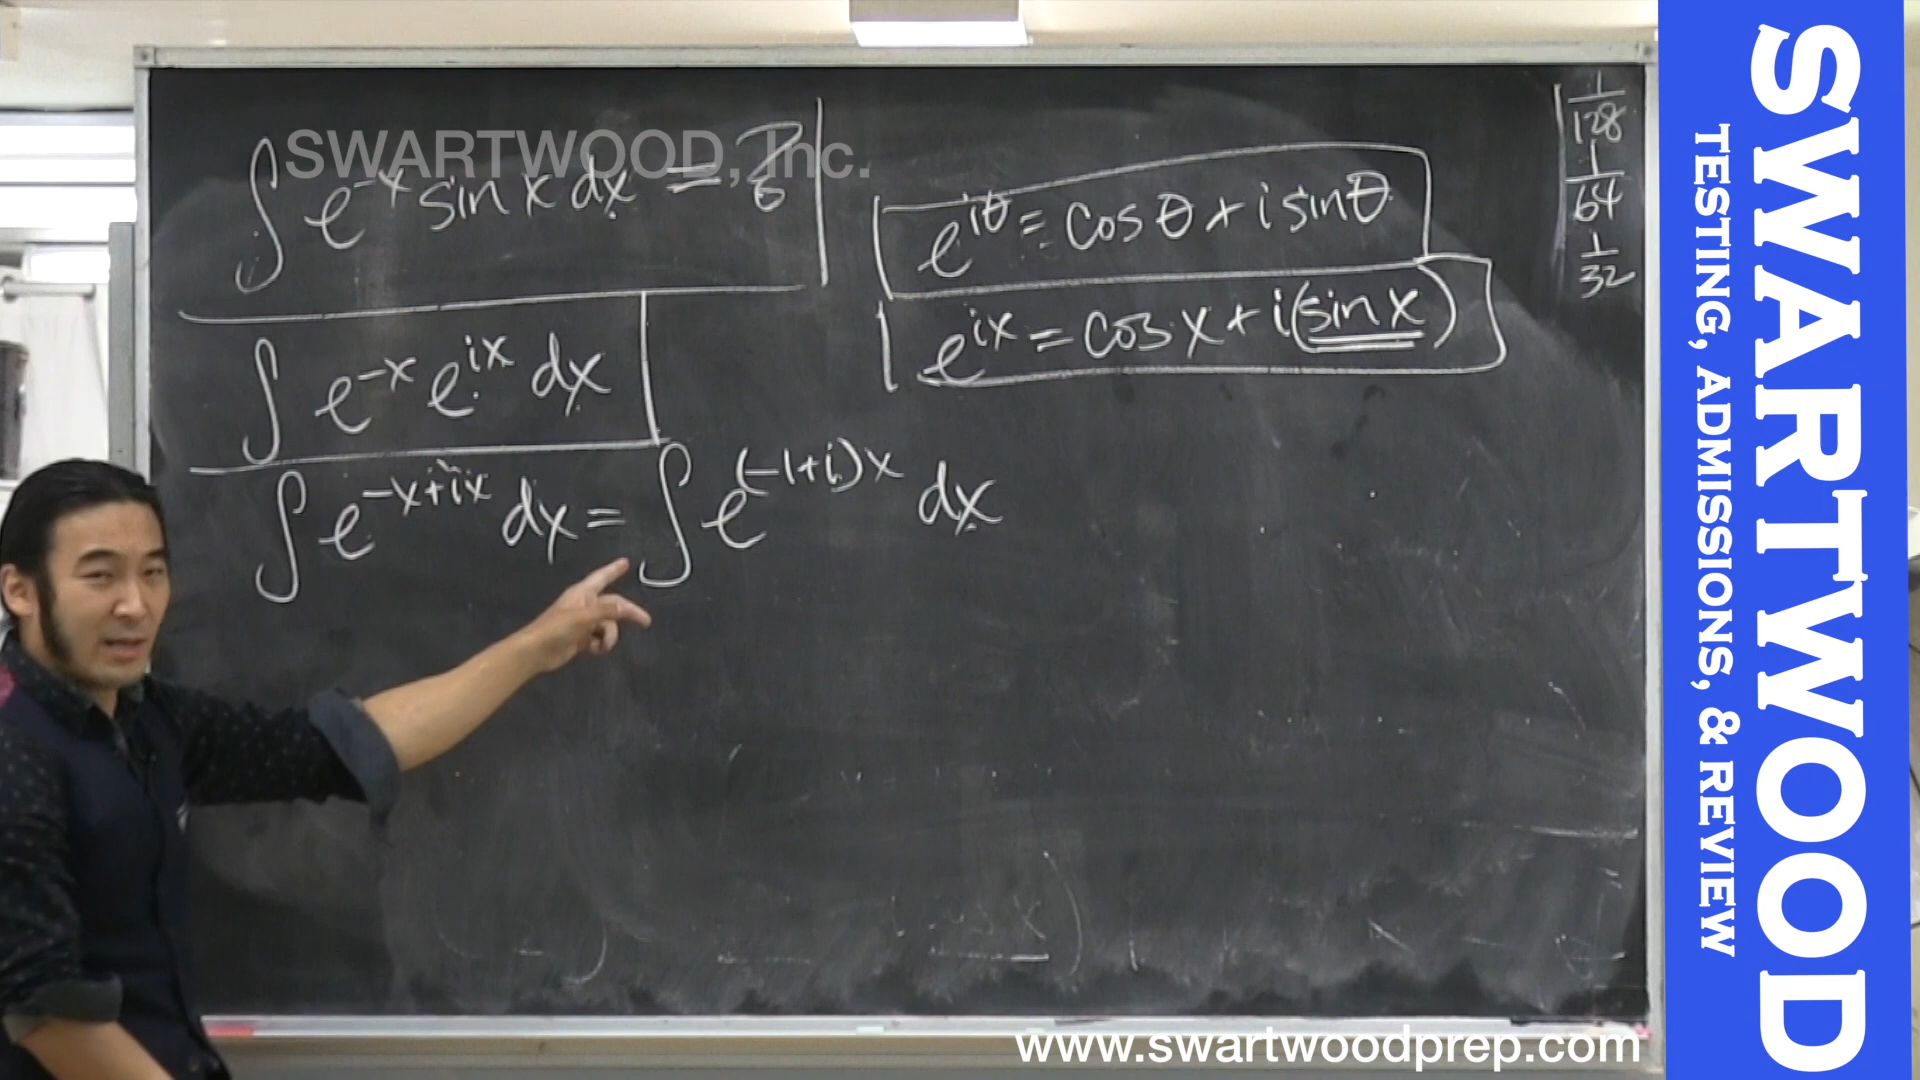 SWARTWOOD, Inc.
∫ e^{-x} sin x dx = ?
∫ e^{-x} e^{ix} dx
∫ e^{-x+ix} dx = ∫ e^{(-1+i)x} dx
e^{iθ} = cos θ + i sin θ
e^{ix} = cos x + i(sin x)
1/128
1/64
1/32
www.swartwoodprep.com
SWARTWOOD
TESTING, ADMISSIONS, & REVIEW